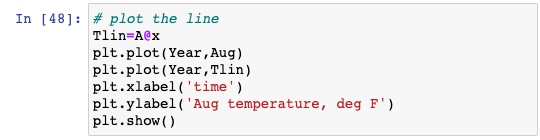 In [48]: # plot the line
Tlin=A@x
plt.plot(Year,Aug)
plt.plot(Year,Tlin)
plt.xlabel('time')
plt.ylabel('Aug temperature, deg F')
plt.show()